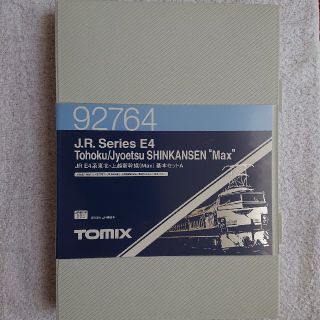 92764
J.R. Series E4
Tohoku/Jyoetsu SHINKANSEN "Max"
JR E4系東北・上越新幹線(Max) 基本セットA
TOMIX